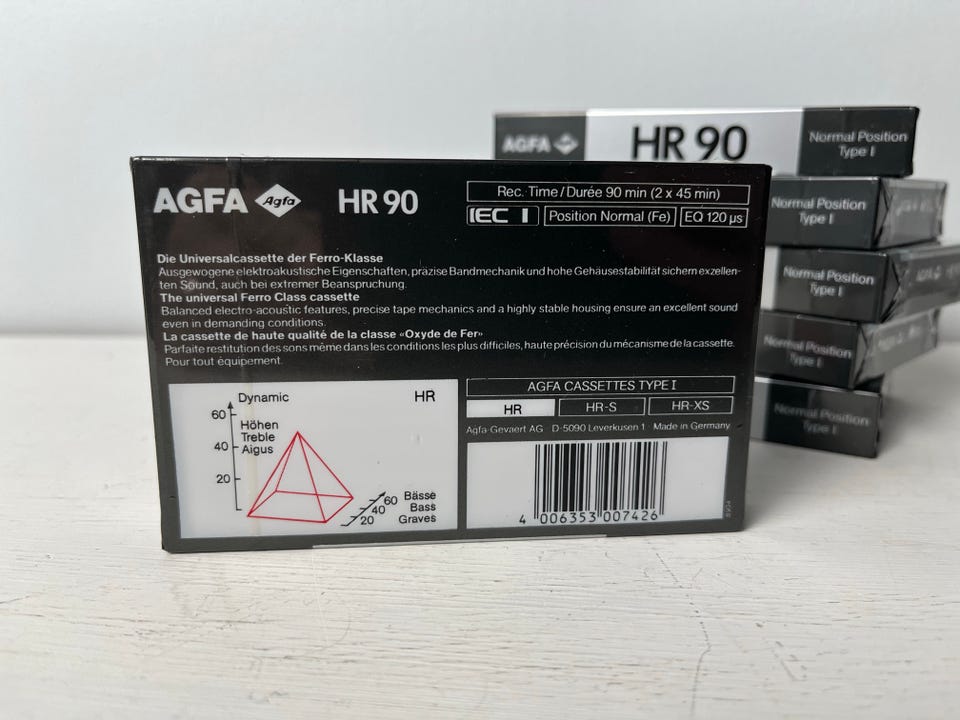 AGFA Agfa HR 90
Rec. Time/Durée 90 min (2 x 45 min)
IEC I Position Normal (Fe) EQ 120 µs
Die Universalcassette der Ferro-Klasse
Ausgewogene elektroakustische Eigenschaften, präzise Bandmechanik und hohe Gehäusestabilität sichern exzellen-
ten Sound, auch bei extremer Beanspruchung.
The universal Ferro Class cassette
Balanced electro-acoustic features, precise tape mechanics and a highly stable housing ensure an excellent sound
even in demanding conditions.
La cassette de haute qualité de la classe «Oxyde de Fer»
Parfaite restitution des sons même dans les conditions les plus difficiles, haute précision du mécanisme de la cassette.
Pour tout équipement.
Dynamic HR
60
Höhen
Treble
40 Aigus
20
60 Bässe
40 Bass
20 Graves
AGFA CASSETTES TYPE I
HR HR-S HR-XS
Agfa-Gevaert AG · D-5090 Leverkusen 1 · Made in Germany
4 006353 007426
AGFA HR 90 Normal Position
Type I
Normal Position
Type I
Normal Position
Type I
Normal Position
Type I
Normal Position
Type I